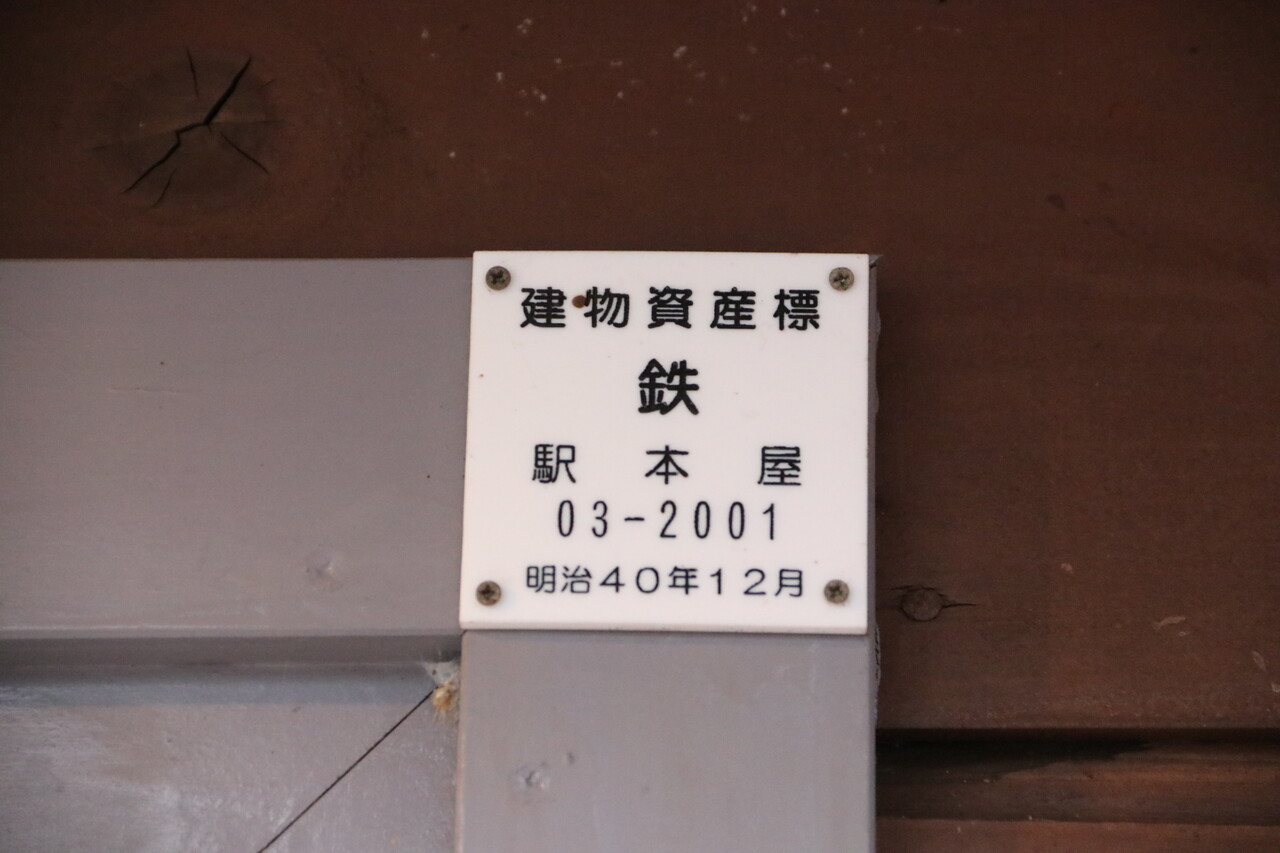 建物資産標
鉄
駅本屋
03-2001
明治40年12月